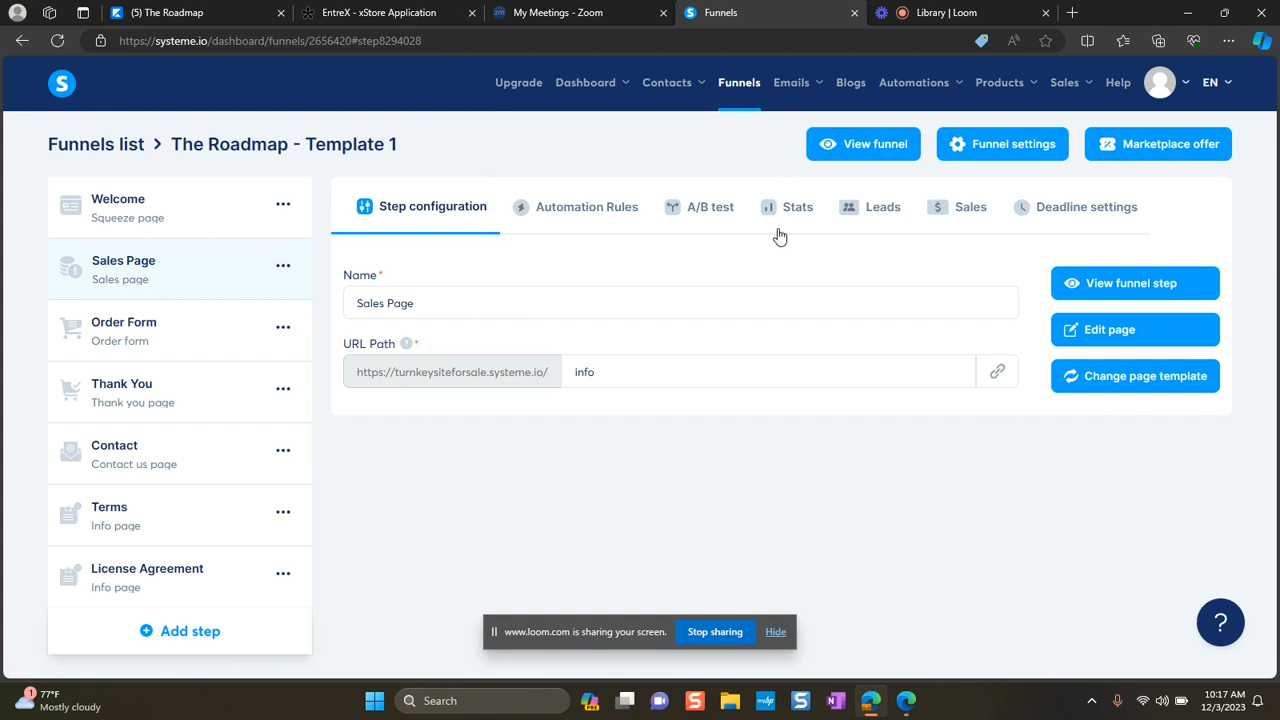 (5) The Roadmap
EntreX - xStore Application
My Meetings - Zoom
Funnels
Library | Loom
https://systeme.io/dashboard/funnels/2656420#step8294028
S
Upgrade
Dashboard
Contacts
Funnels
Emails
Blogs
Automations
Products
Sales
Help
EN
Funnels list > The Roadmap - Template 1
View funnel
Funnel settings
Marketplace offer
Welcome
Squeeze page
Sales Page
Sales page
Order Form
Order form
Thank You
Thank you page
Contact
Contact us page
Terms
Info page
License Agreement
Info page
Add step
Step configuration
Automation Rules
A/B test
Stats
Leads
Sales
Deadline settings
Name*
Sales Page
URL Path ? *
https://turnkeysiteforsale.systeme.io/
info
View funnel step
Edit page
Change page template
?
www.loom.com is sharing your screen.
Stop sharing
Hide
1
77°F
Mostly cloudy
Search
10:17 AM
12/3/2023